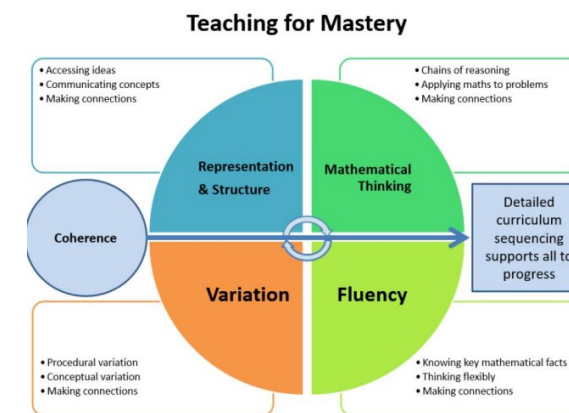 Teaching for Mastery
• Accessing ideas
• Communicating concepts
• Making connections
• Chains of reasoning
• Applying maths to problems
• Making connections
Representation
& Structure
Mathematical
Thinking
Coherence
Detailed
curriculum
sequencing
supports all to
progress
Variation
Fluency
• Procedural variation
• Conceptual variation
• Making connections
• Knowing key mathematical facts
• Thinking flexibly
• Making connections